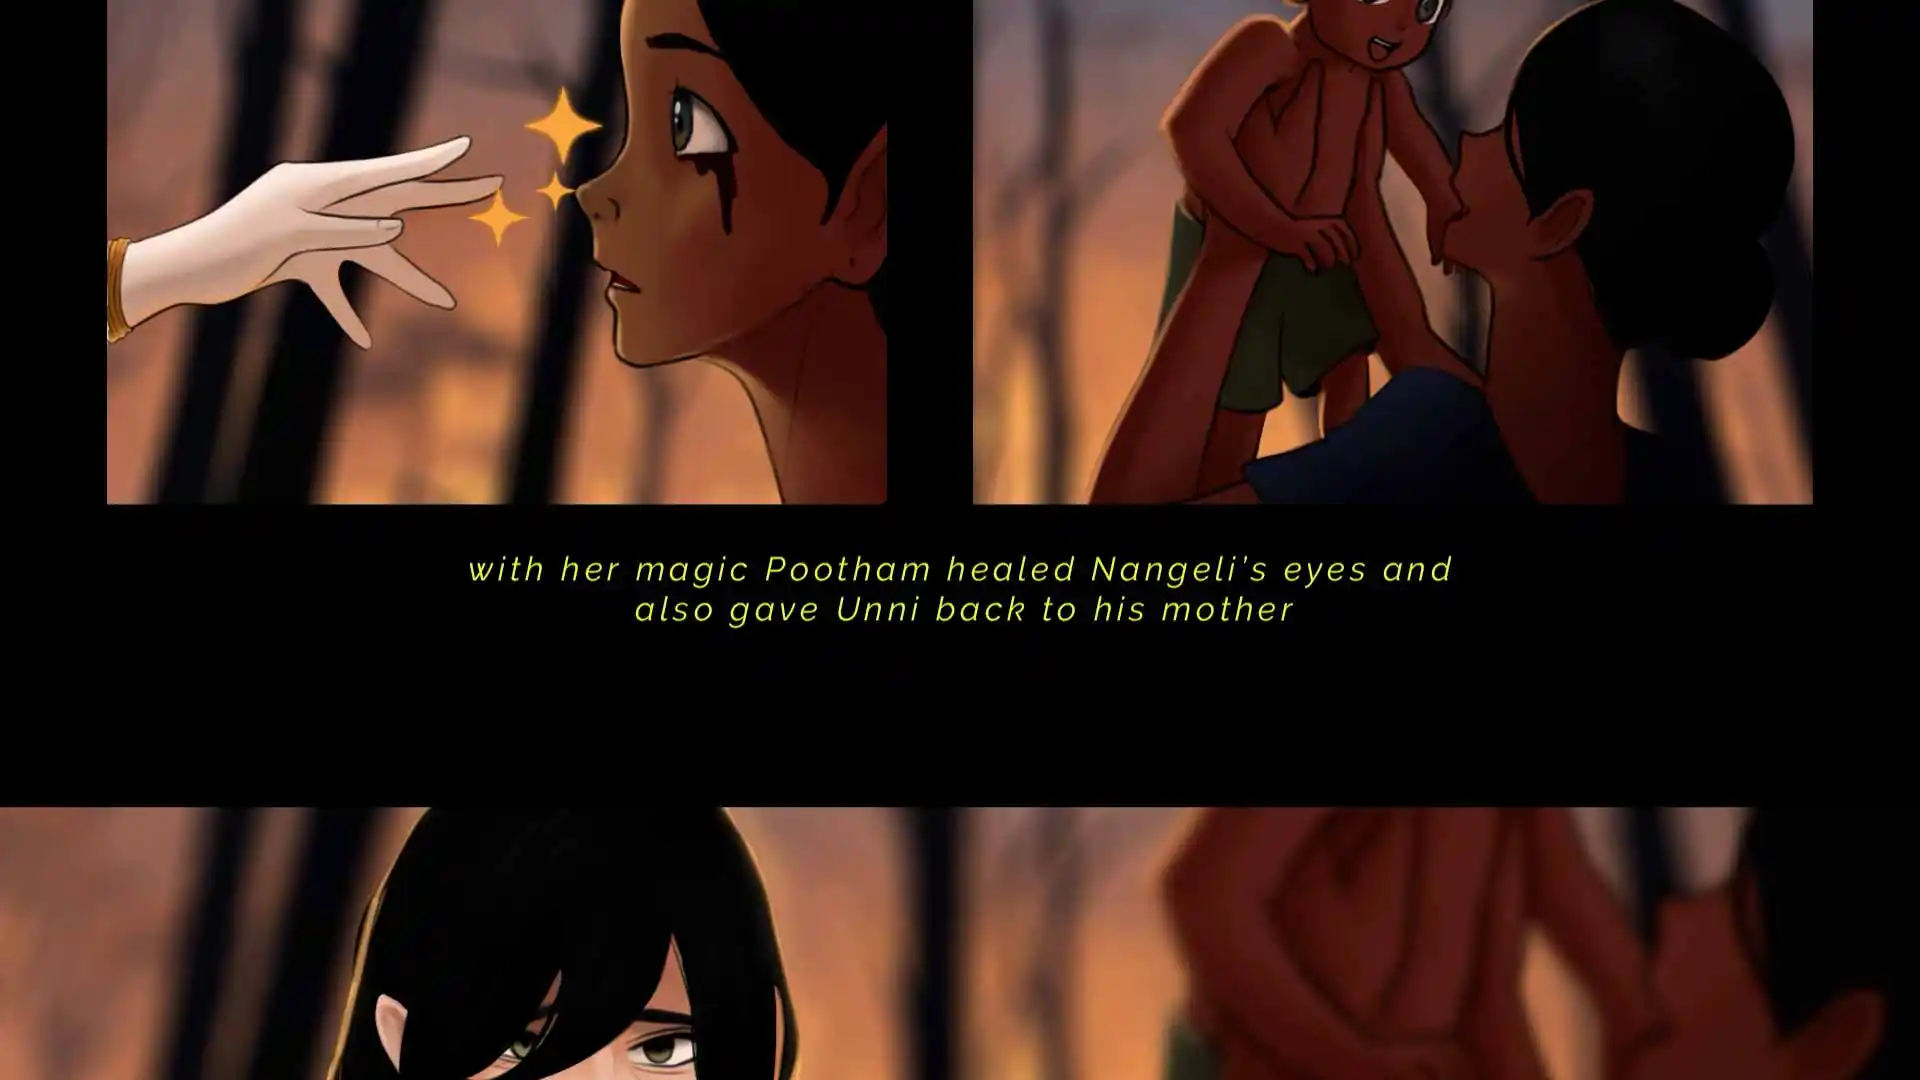 with her magic Pootham healed Nangeli's eyes and
also gave Unni back to his mother